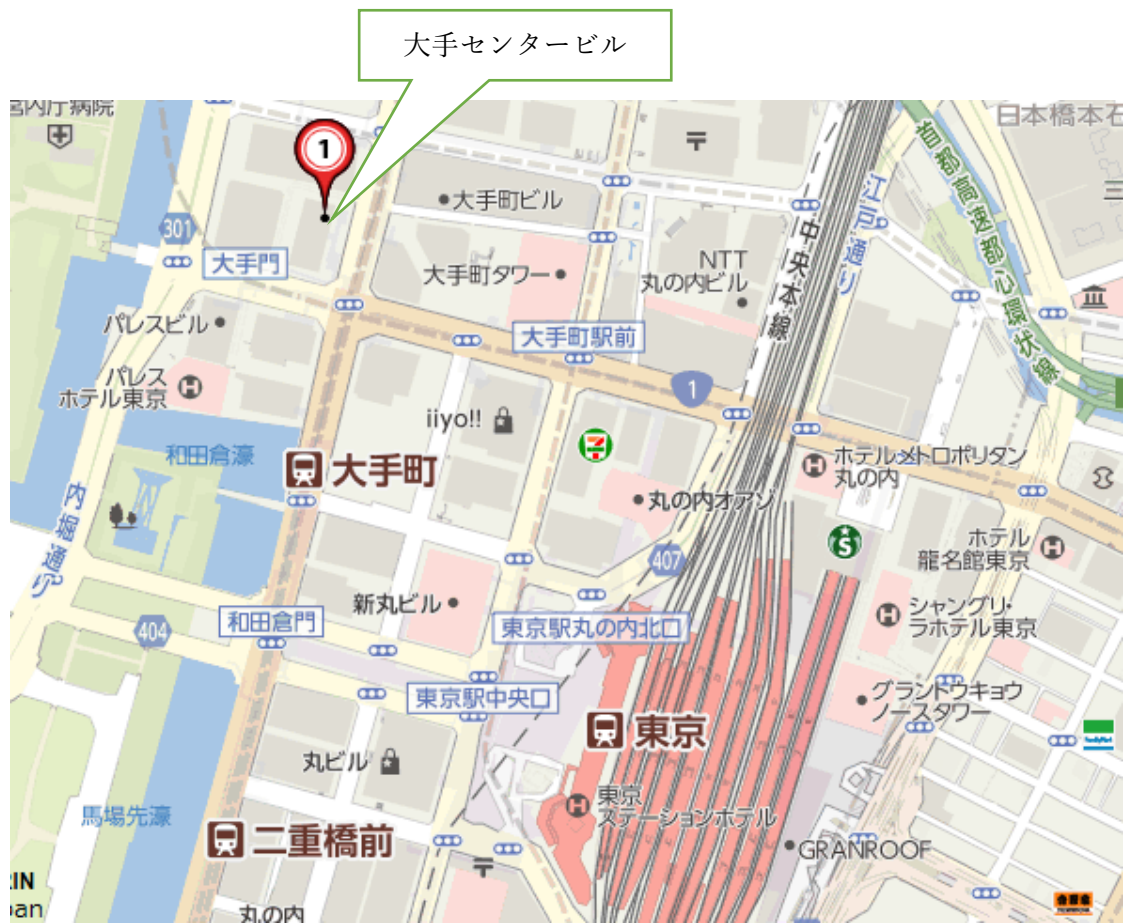 大手センタービル
宮内庁病院
日本橋本石
1
首都高速都心環状線
三
大手町ビル
江戸通り
301
中央本線
大手門
大手町タワー
NTT
丸の内ビル
パレスビル
大手町駅前
パレス
ホテル東京
1
iiyo!!
和田倉濠
大手町
ホテルメトロポリタン
丸の内
内堀通り
丸の内オアゾ
ホテル
龍名館東京
407
新丸ビル
シャングリ・
ラホテル東京
404
和田倉門
東京駅丸の内北口
東京駅中央口
グラントウキョウ
ノースタワー
東京
FamilyMart
丸ビル
東京
ステーションホテル
馬場先濠
二重橋前
GRANROOF
RIN
pan
丸の内
吉野家